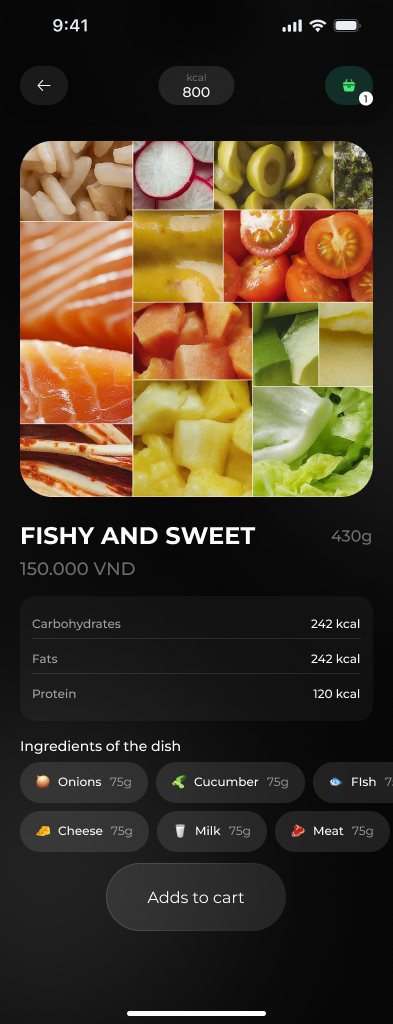 9:41
kcal
800
1
FISHY AND SWEET 430g
150.000 VND
Carbohydrates 242 kcal
Fats 242 kcal
Protein 120 kcal
Ingredients of the dish
Onions 75g Cucumber 75g FIsh 7
Cheese 75g Milk 75g Meat 75g
Adds to cart